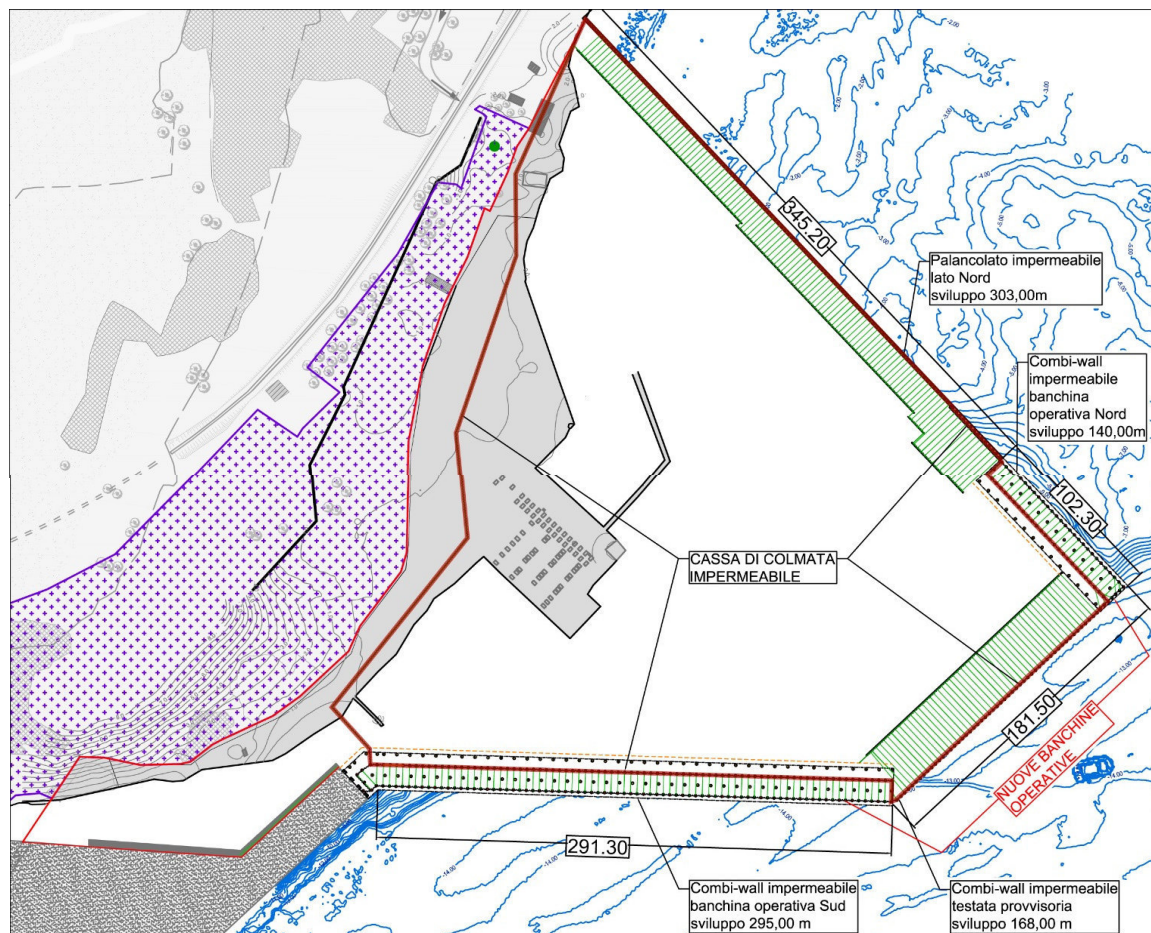 345.20
Palancolato impermeabile
lato Nord
sviluppo 303,00m
Combi-wall
impermeabile
banchina
operativa Nord
sviluppo 140,00m
102.30
CASSA DI COLMATA
IMPERMEABILE
181.50
NUOVE BANCHINE
OPERATIVE
291.30
Combi-wall impermeabile
banchina operativa Sud
sviluppo 295,00 m
Combi-wall impermeabile
testata provvisoria
sviluppo 168,00 m